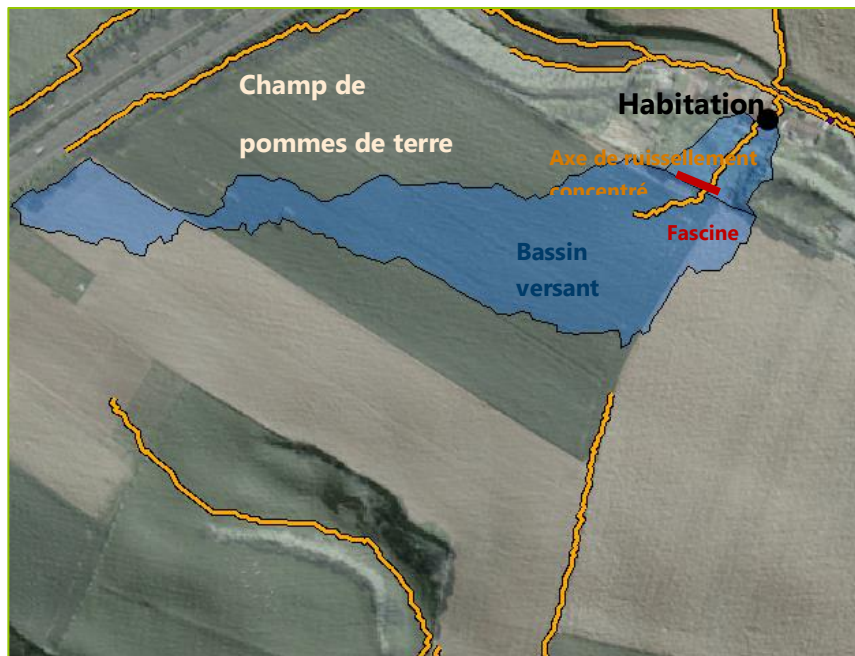 Champ de
pommes de terre
Habitation
Axe de ruissellement
concentré
Fascine
Bassin
versant